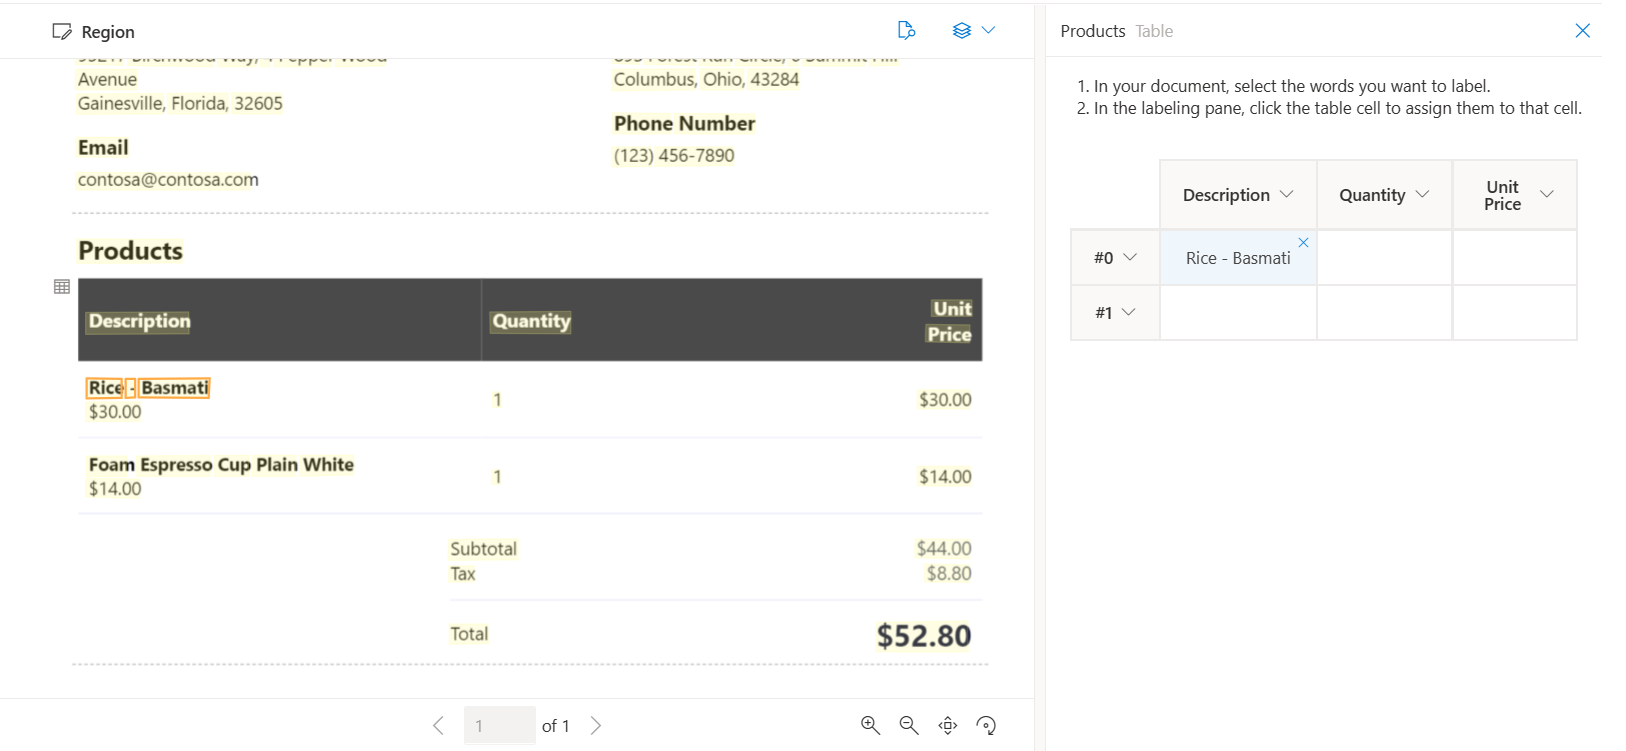 Region
Avenue
Gainesville, Florida, 32605
Email
contosa@contosa.com
Columbus, Ohio, 43284
Phone Number
(123) 456-7890
Products
Description Quantity Unit Price
Rice - Basmati
$30.00
1 $30.00
Foam Espresso Cup Plain White
$14.00
1 $14.00
Subtotal $44.00
Tax $8.80
Total $52.80
1 of 1
Products Table
1. In your document, select the words you want to label.
2. In the labeling pane, click the table cell to assign them to that cell.
Description Quantity Unit Price
#0 Rice - Basmati
#1